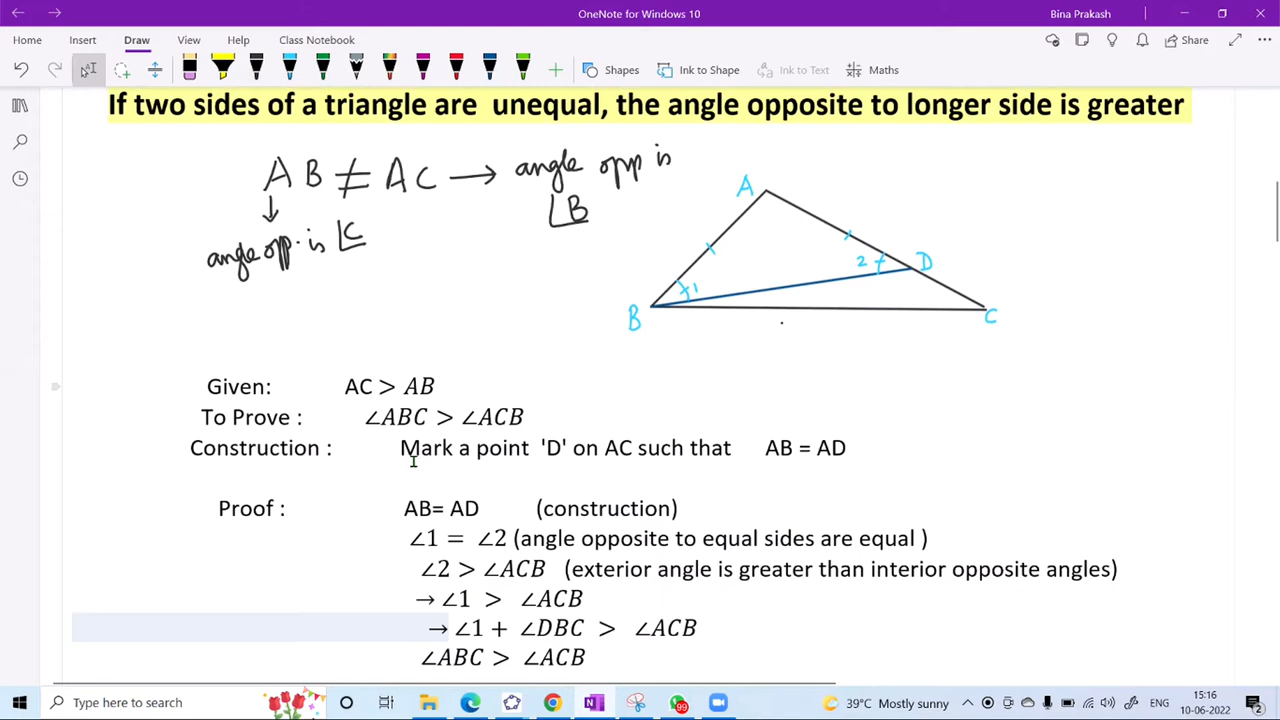 OneNote for Windows 10
Bina Prakash
Home Insert Draw View Help Class Notebook
Share
Shapes Ink to Shape Ink to Text Maths
If two sides of a triangle are unequal, the angle opposite to longer side is greater
AB ≠ AC → angle opp is
∠B
↓
angle opp. is ∠C
A
B
C
D
1
2
Given: AC > AB
To Prove : ∠ABC > ∠ACB
Construction : Mark a point 'D' on AC such that AB = AD
Proof : AB= AD (construction)
∠1 = ∠2 (angle opposite to equal sides are equal )
∠2 > ∠ACB (exterior angle is greater than interior opposite angles)
→ ∠1 > ∠ACB
→ ∠1 + ∠DBC > ∠ACB
∠ABC > ∠ACB
Type here to search
99
39°C Mostly sunny
ENG
15:16
10-06-2022
2